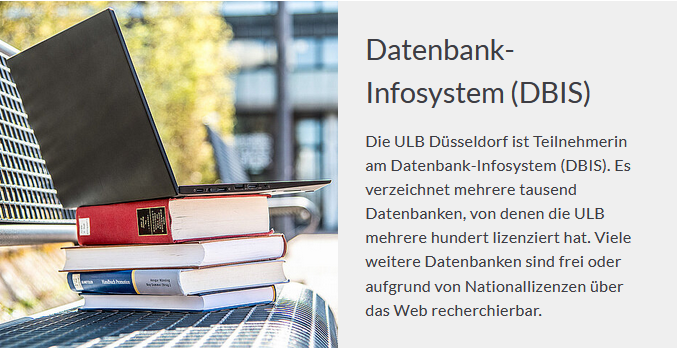 Datenbank-
Infosystem (DBIS)
Die ULB Düsseldorf ist Teilnehmerin
am Datenbank-Infosystem (DBIS). Es
verzeichnet mehrere tausend
Datenbanken, von denen die ULB
mehrere hundert lizenziert hat. Viele
weitere Datenbanken sind frei oder
aufgrund von Nationallizenzen über
das Web recherchierbar.
Handbuch Promotion